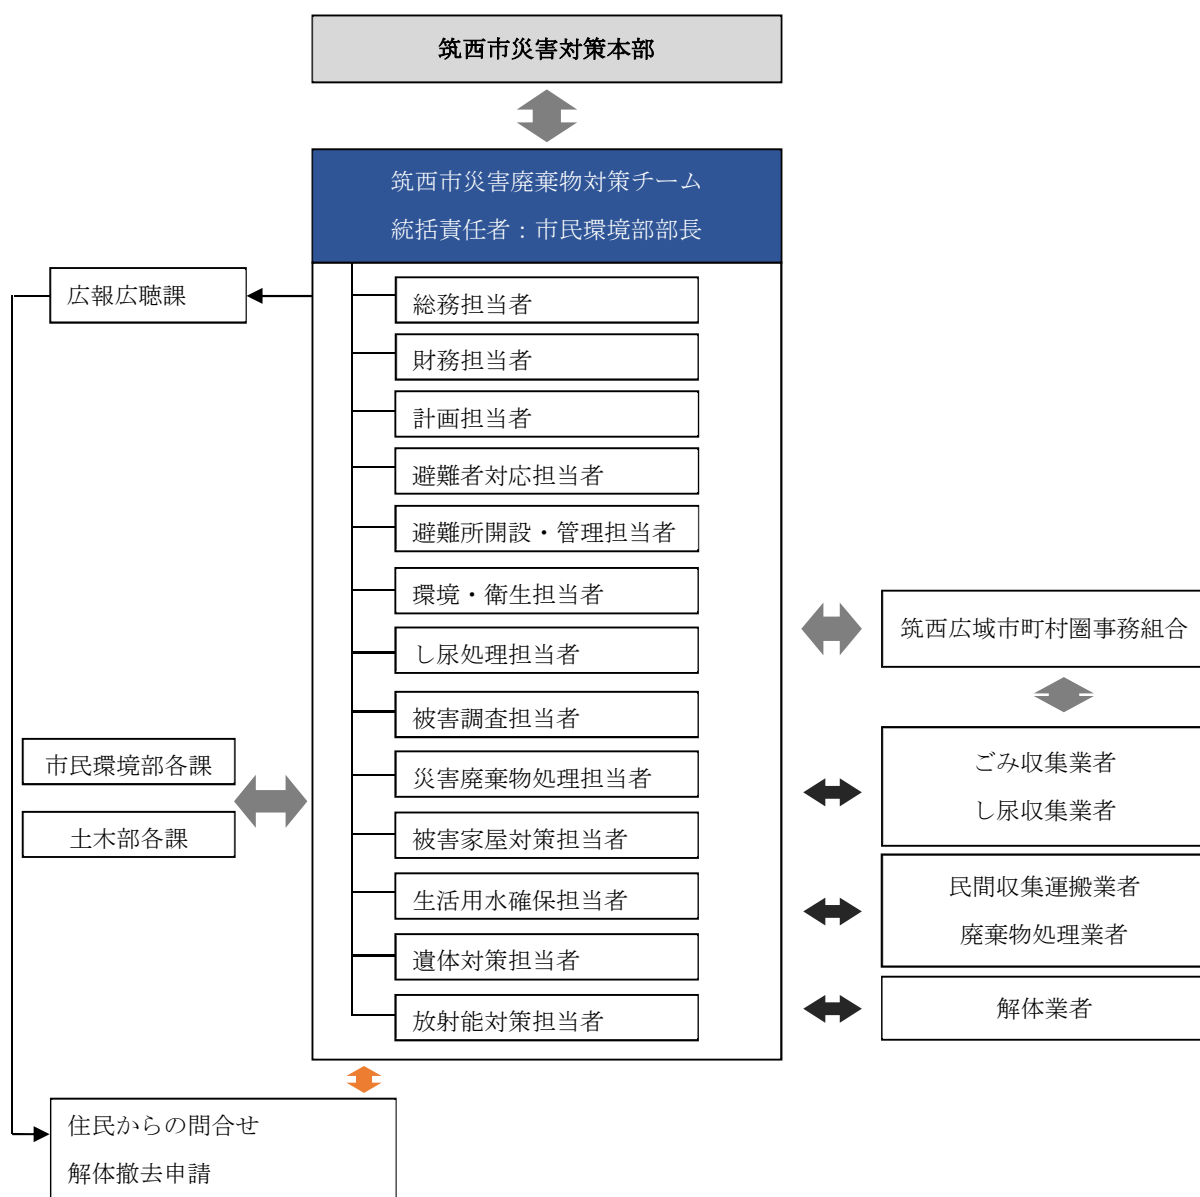 筑西市災害対策本部
筑西市災害廃棄物対策チーム
統括責任者：市民環境部部長
広報広聴課
総務担当者
財務担当者
計画担当者
避難者対応担当者
避難所開設・管理担当者
環境・衛生担当者
し尿処理担当者
被害調査担当者
災害廃棄物処理担当者
被害家屋対策担当者
生活用水確保担当者
遺体対策担当者
放射能対策担当者
市民環境部各課
土木部各課
筑西広域市町村圏事務組合
ごみ収集業者
し尿収集業者
民間収集運搬業者
廃棄物処理業者
解体業者
住民からの問合せ
解体撤去申請